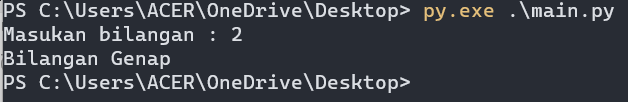 PS C:\Users\ACER\OneDrive\Desktop> py.exe .\main.py
Masukan bilangan : 2
Bilangan Genap
PS C:\Users\ACER\OneDrive\Desktop>